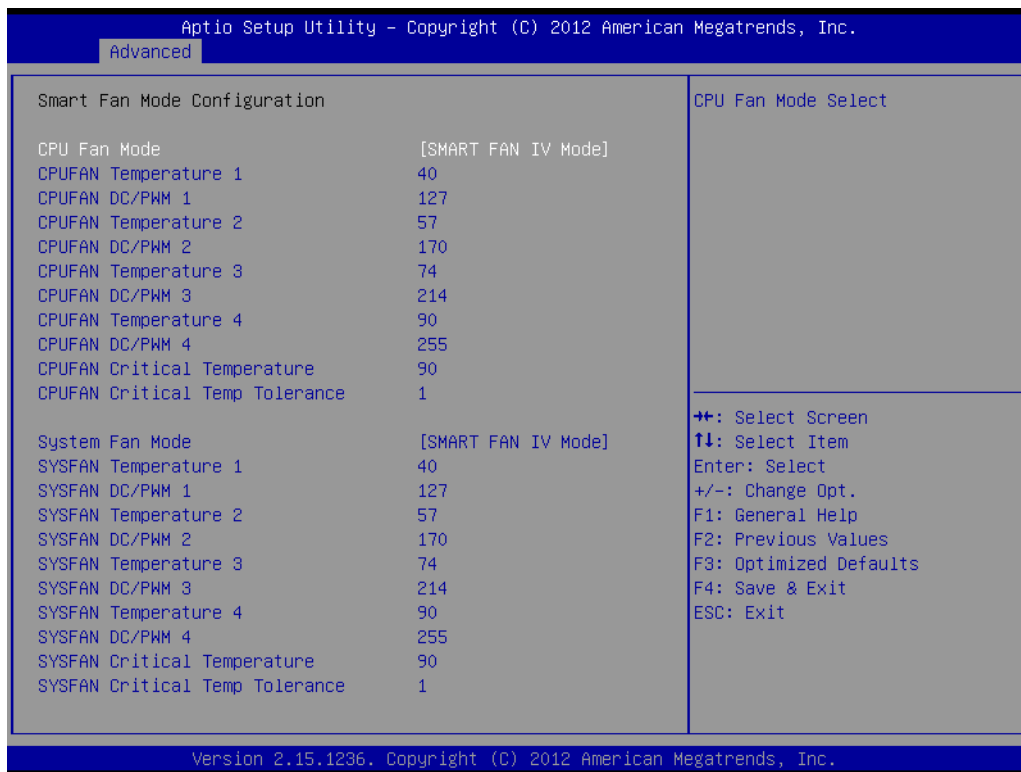 Aptio Setup Utility – Copyright (C) 2012 American Megatrends, Inc.
Advanced
Smart Fan Mode Configuration
CPU Fan Mode [SMART FAN IV Mode]
CPUFAN Temperature 1 40
CPUFAN DC/PWM 1 127
CPUFAN Temperature 2 57
CPUFAN DC/PWM 2 170
CPUFAN Temperature 3 74
CPUFAN DC/PWM 3 214
CPUFAN Temperature 4 90
CPUFAN DC/PWM 4 255
CPUFAN Critical Temperature 90
CPUFAN Critical Temp Tolerance 1
System Fan Mode [SMART FAN IV Mode]
SYSFAN Temperature 1 40
SYSFAN DC/PWM 1 127
SYSFAN Temperature 2 57
SYSFAN DC/PWM 2 170
SYSFAN Temperature 3 74
SYSFAN DC/PWM 3 214
SYSFAN Temperature 4 90
SYSFAN DC/PWM 4 255
SYSFAN Critical Temperature 90
SYSFAN Critical Temp Tolerance 1
CPU Fan Mode Select
→←: Select Screen
↑↓: Select Item
Enter: Select
+/-: Change Opt.
F1: General Help
F2: Previous Values
F3: Optimized Defaults
F4: Save & Exit
ESC: Exit
Version 2.15.1236. Copyright (C) 2012 American Megatrends, Inc.